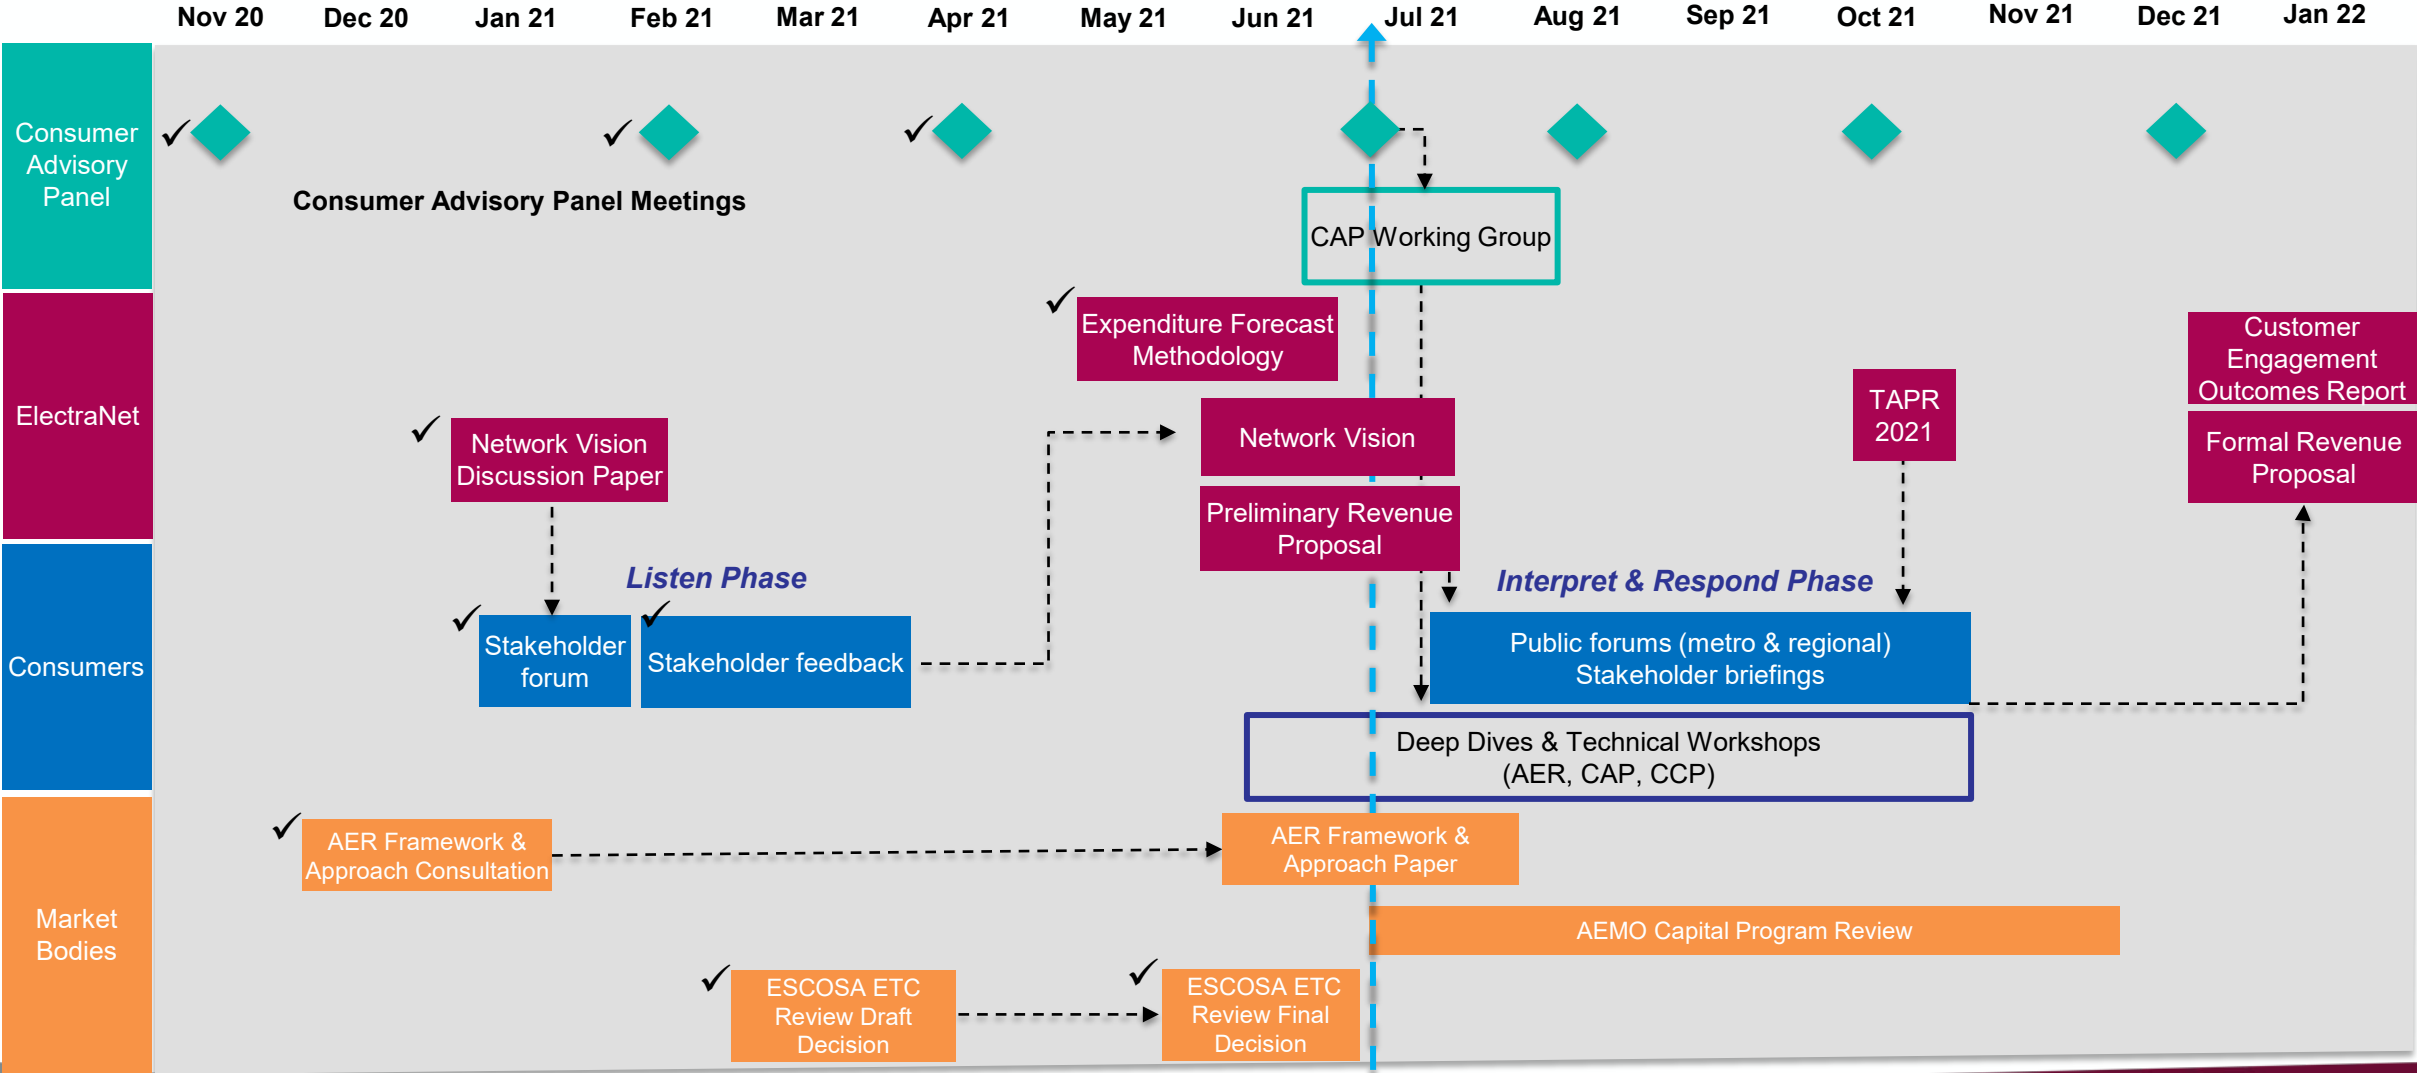 Nov 20 Dec 20 Jan 21 Feb 21 Mar 21 Apr 21 May 21 Jun 21 Jul 21 Aug 21 Sep 21 Oct 21 Nov 21 Dec 21 Jan 22
Consumer
Advisory
Panel
Consumer Advisory Panel Meetings
CAP Working Group
ElectraNet
Expenditure Forecast
Methodology
Network Vision
Discussion Paper
Network Vision
Preliminary Revenue
Proposal
TAPR
2021
Customer
Engagement
Outcomes Report
Formal Revenue
Proposal
Consumers
Listen Phase
Interpret & Respond Phase
Stakeholder
forum
Stakeholder feedback
Public forums (metro & regional)
Stakeholder briefings
Deep Dives & Technical Workshops
(AER, CAP, CCP)
Market
Bodies
AER Framework &
Approach Consultation
AER Framework &
Approach Paper
AEMO Capital Program Review
ESCOSA ETC
Review Draft
Decision
ESCOSA ETC
Review Final
Decision